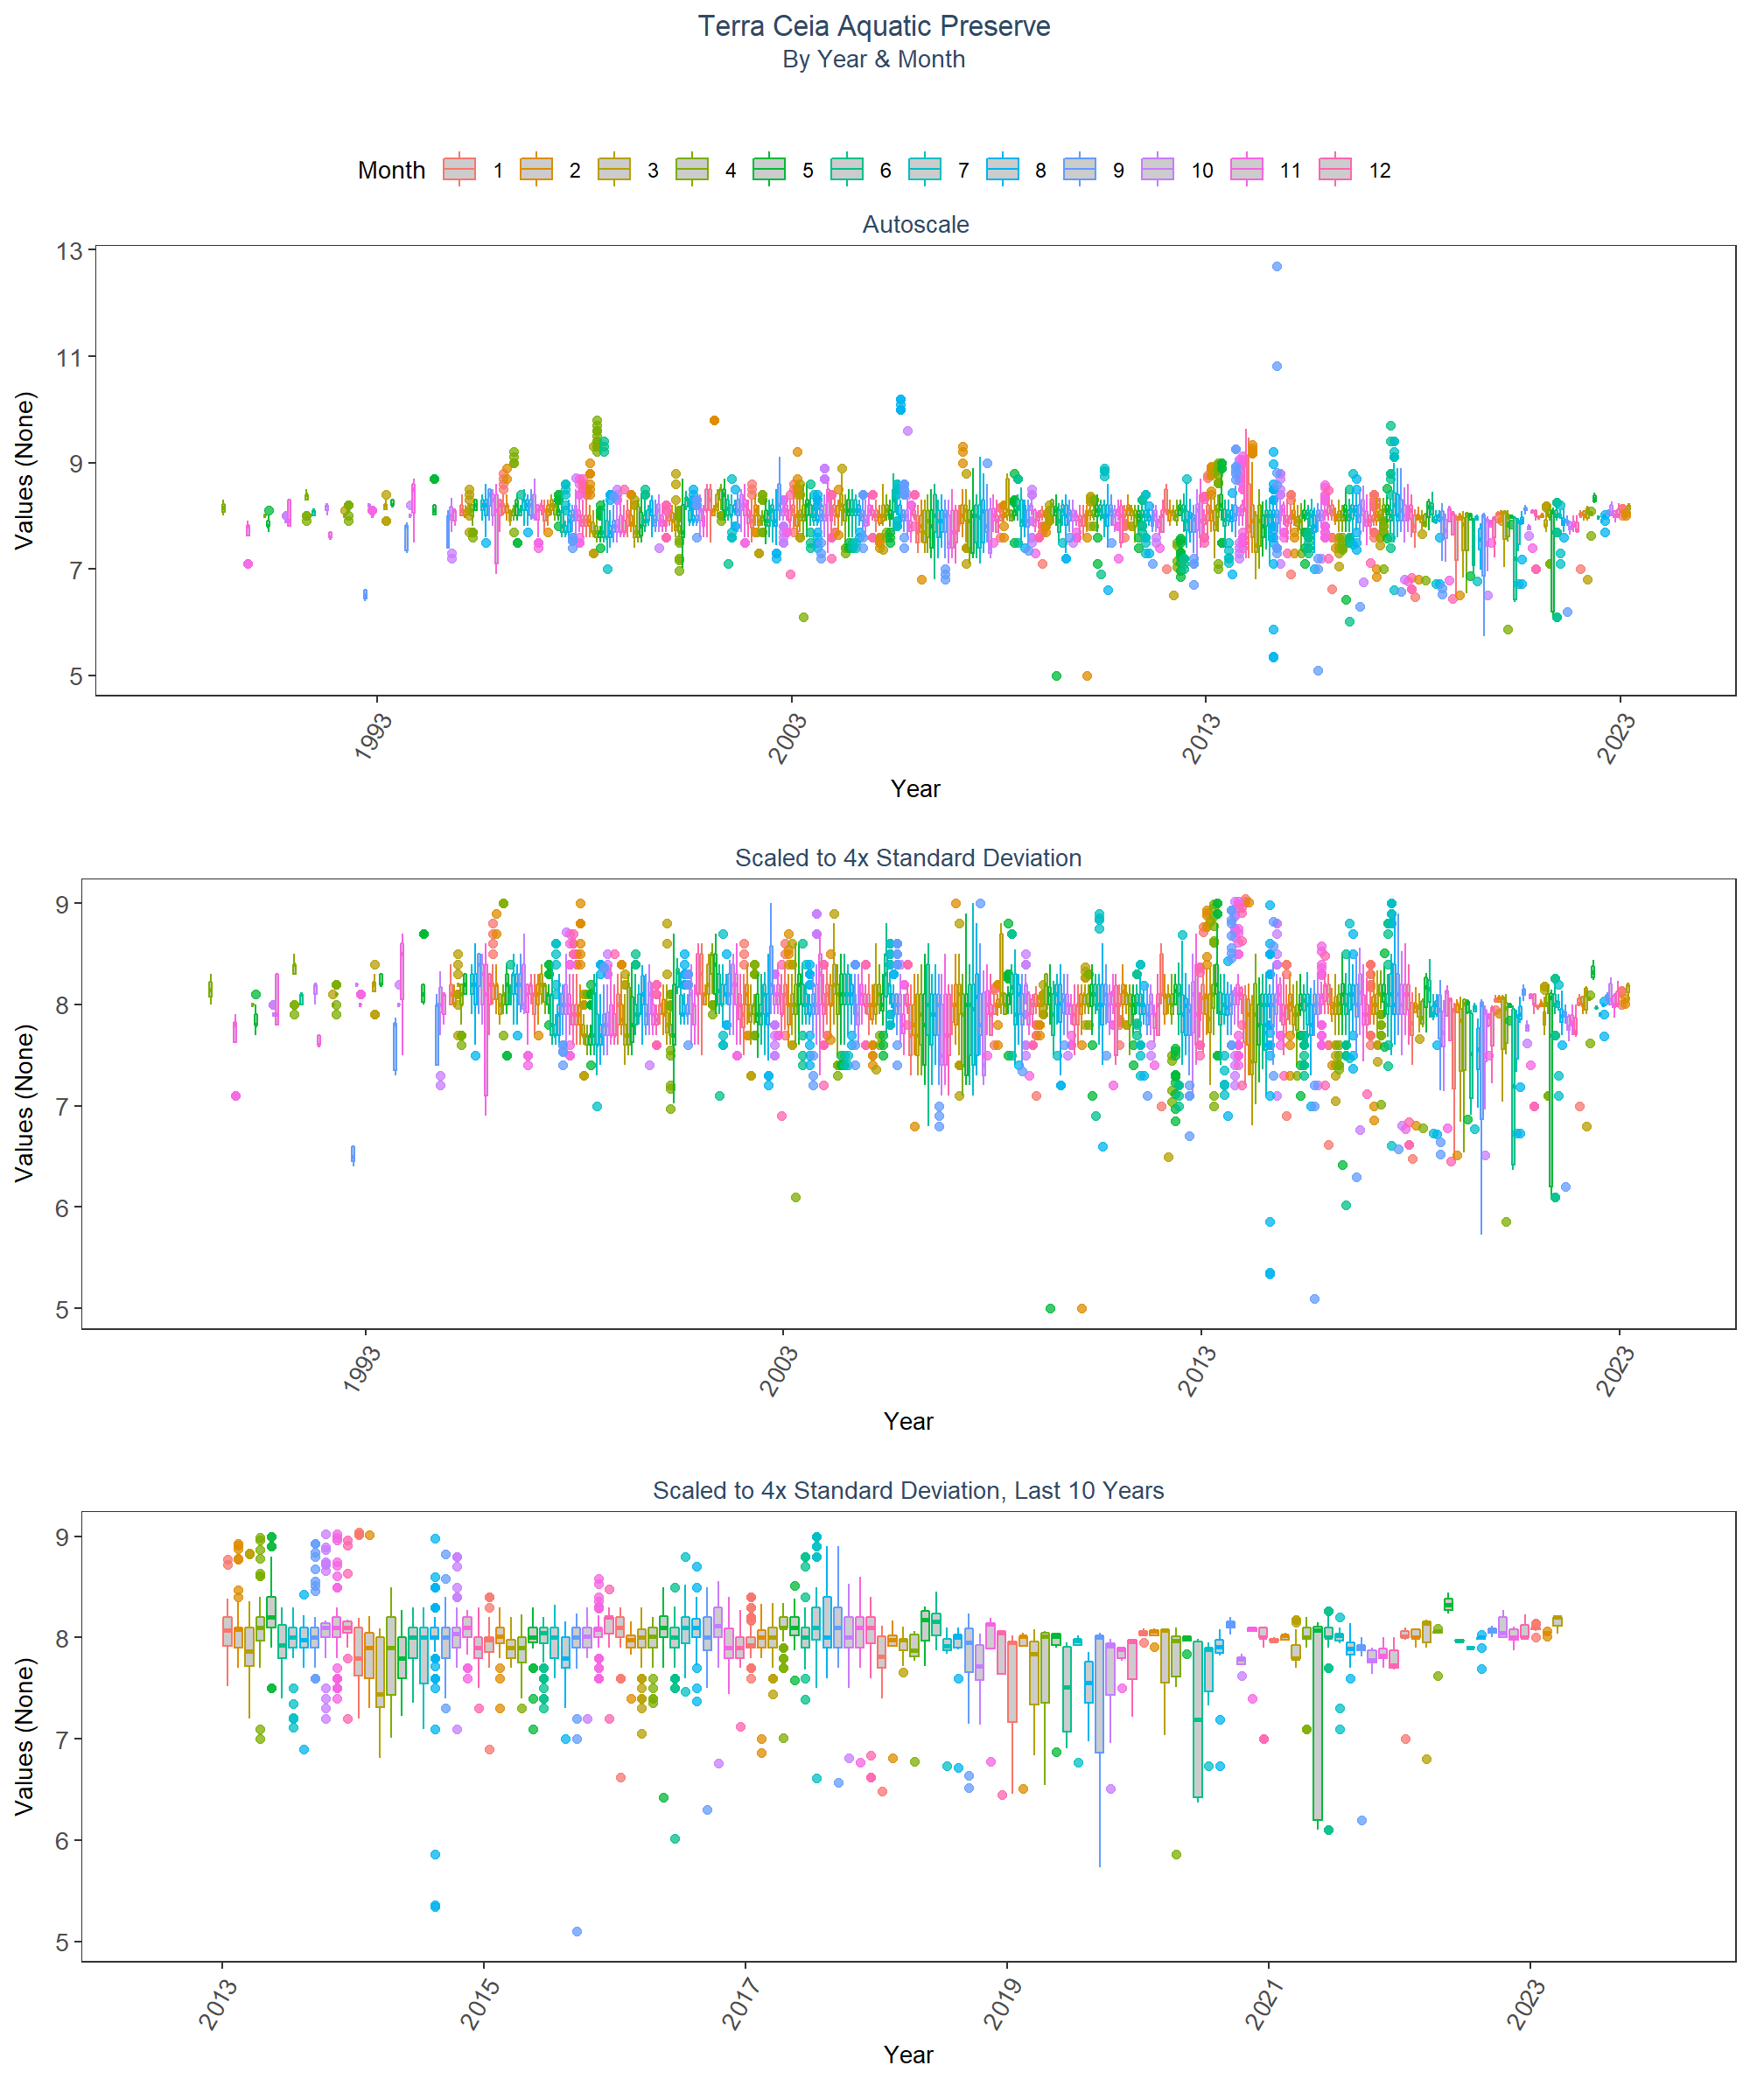 Terra Ceia Aquatic Preserve
By Year & Month
Month 1 2 3 4 5 6 7 8 9 10 11 12
Autoscale
13
11
9
7
5
Values (None)
1993 2003 2013 2023
Year
Scaled to 4x Standard Deviation
9
8
7
6
5
Values (None)
1993 2003 2013 2023
Year
Scaled to 4x Standard Deviation, Last 10 Years
9
8
7
6
5
Values (None)
2013 2015 2017 2019 2021 2023
Year